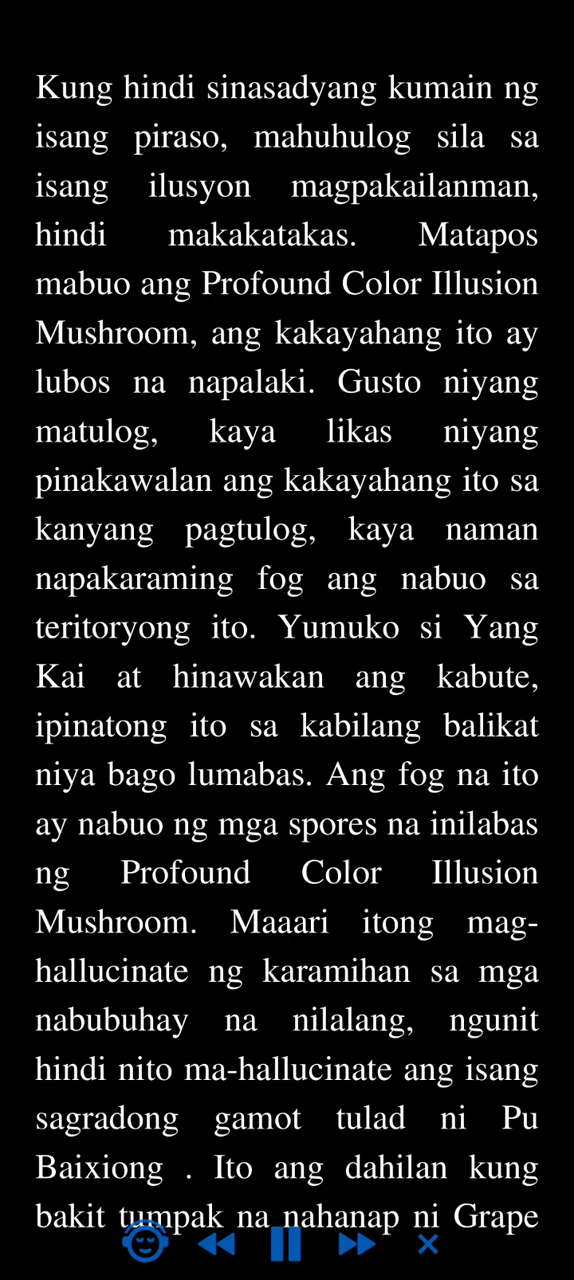 Kung hindi sinasadyang kumain ng
isang piraso, mahuhulog sila sa
isang ilusyon magpakailanman,
hindi makakatakas. Matapos
mabuo ang Profound Color Illusion
Mushroom, ang kakayahang ito ay
lubos na napalaki. Gusto niyang
matulog, kaya likas niyang
pinakawalan ang kakayahang ito sa
kanyang pagtulog, kaya naman
napakaraming fog ang nabuo sa
teritoryong ito. Yumuko si Yang
Kai at hinawakan ang kabute,
ipinatong ito sa kabilang balikat
niya bago lumabas. Ang fog na ito
ay nabuo ng mga spores na inilabas
ng Profound Color Illusion
Mushroom. Maaari itong mag-
hallucinate ng karamihan sa mga
nabubuhay na nilalang, ngunit
hindi nito ma-hallucinate ang isang
sagradong gamot tulad ni Pu
Baixiong . Ito ang dahilan kung
bakit tumpak na nahanap ni Grape